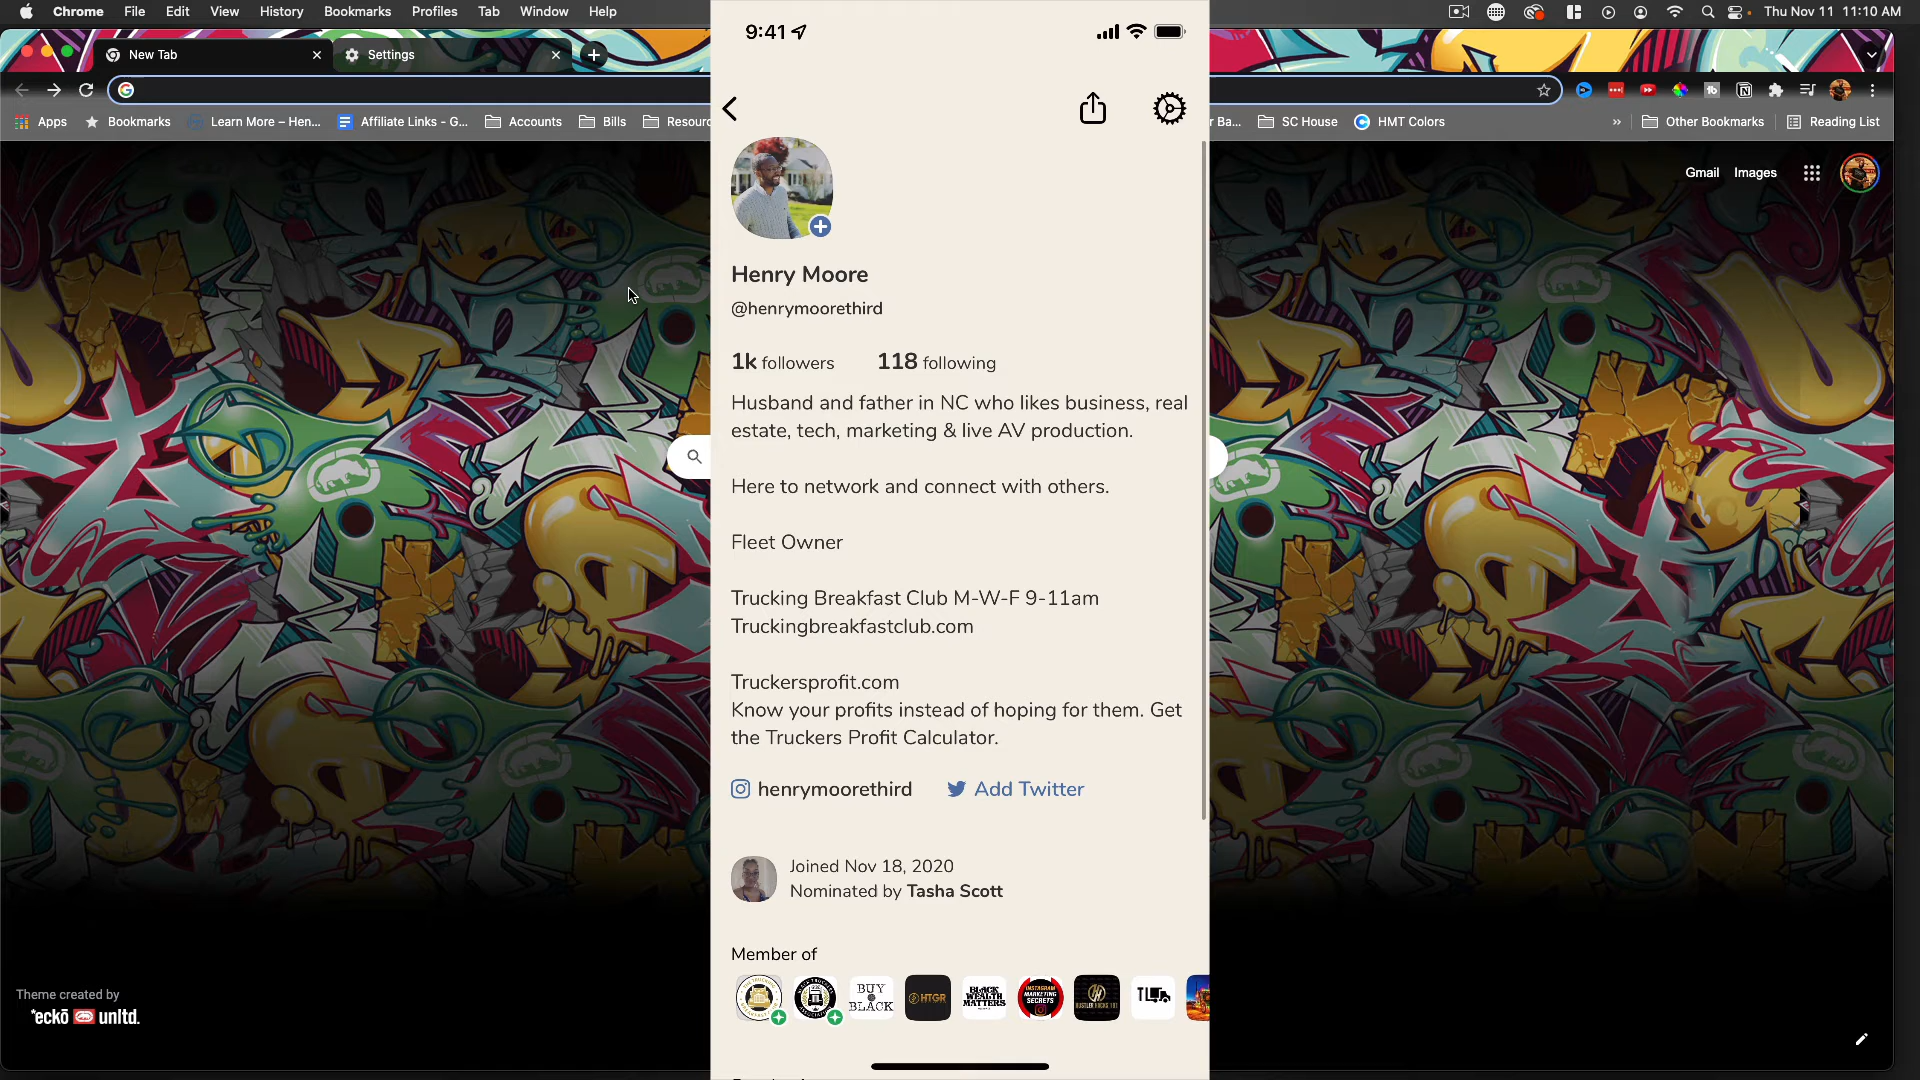 Chrome File Edit View History Bookmarks Profiles Tab Window Help
Thu Nov 11 11:10 AM
New Tab
Settings
9:41
Apps
Bookmarks
Learn More – Hen...
Affiliate Links - G...
Accounts
Bills
Resourc
r Ba...
SC House
HMT Colors
Other Bookmarks
Reading List
Gmail
Images
Henry Moore
@henrymoorethird
1k followers 118 following
Husband and father in NC who likes business, real
estate, tech, marketing & live AV production.
Here to network and connect with others.
Fleet Owner
Trucking Breakfast Club M-W-F 9-11am
Truckingbreakfastclub.com
Truckersprofit.com
Know your profits instead of hoping for them. Get
the Truckers Profit Calculator.
henrymoorethird
Add Twitter
Joined Nov 18, 2020
Nominated by Tasha Scott
Member of
BUY
BLACK
HTGR
BLACK
WEALTH
MATTERS
INSTAGRAM
MARKETING
SECRETS
Theme created by
*eckō unltd.